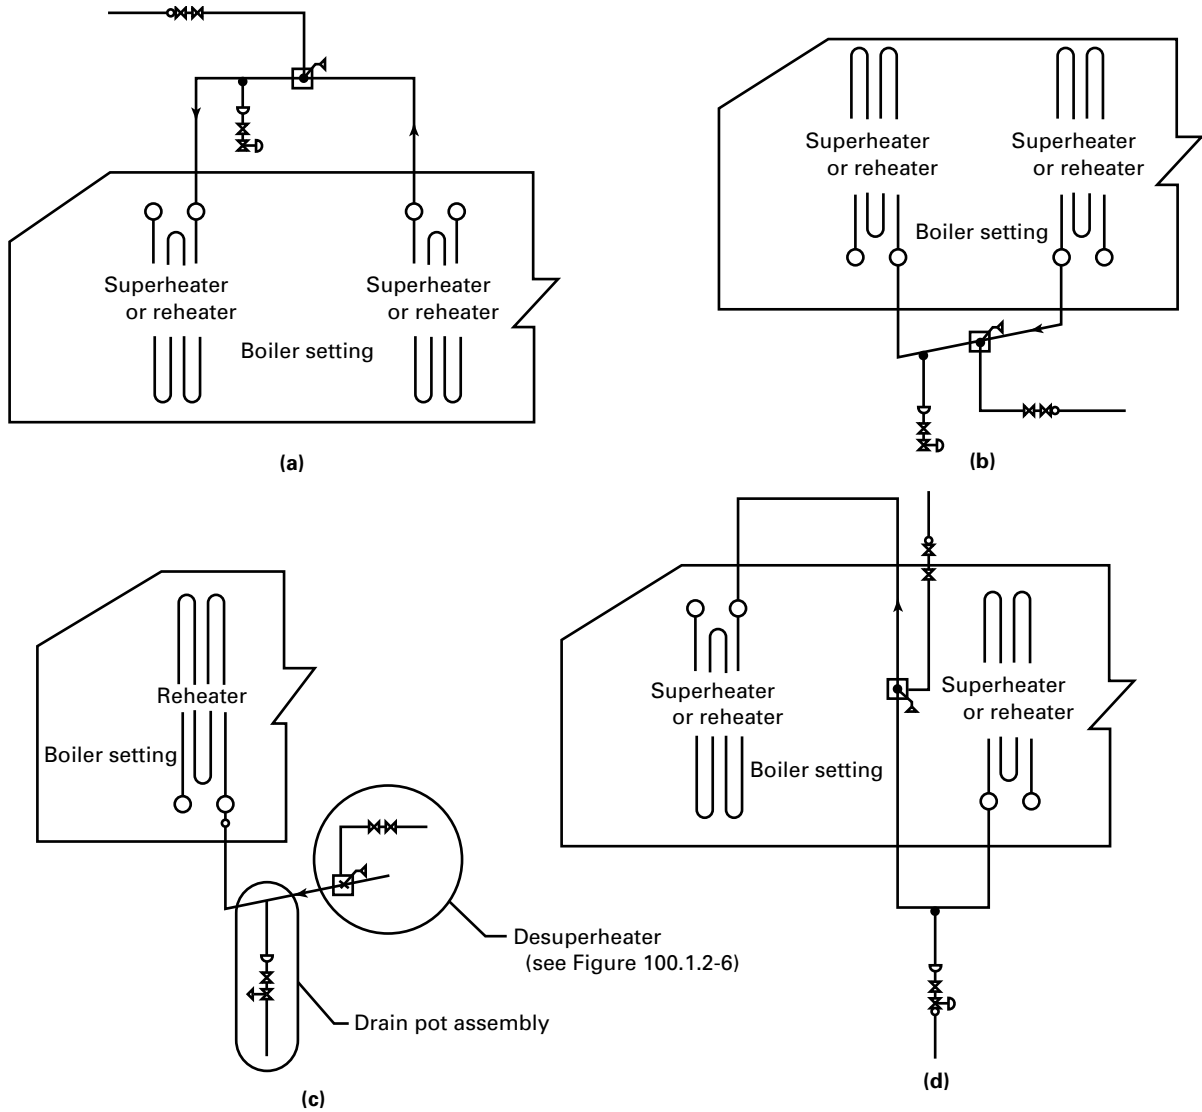 Superheater
or reheater
Superheater
or reheater
Boiler setting
(a)
Superheater
or reheater
Superheater
or reheater
Boiler setting
(b)
Reheater
Boiler setting
Desuperheater
(see Figure 100.1.2-6)
Drain pot assembly
(c)
Superheater
or reheater
Superheater
or reheater
Boiler setting
(d)